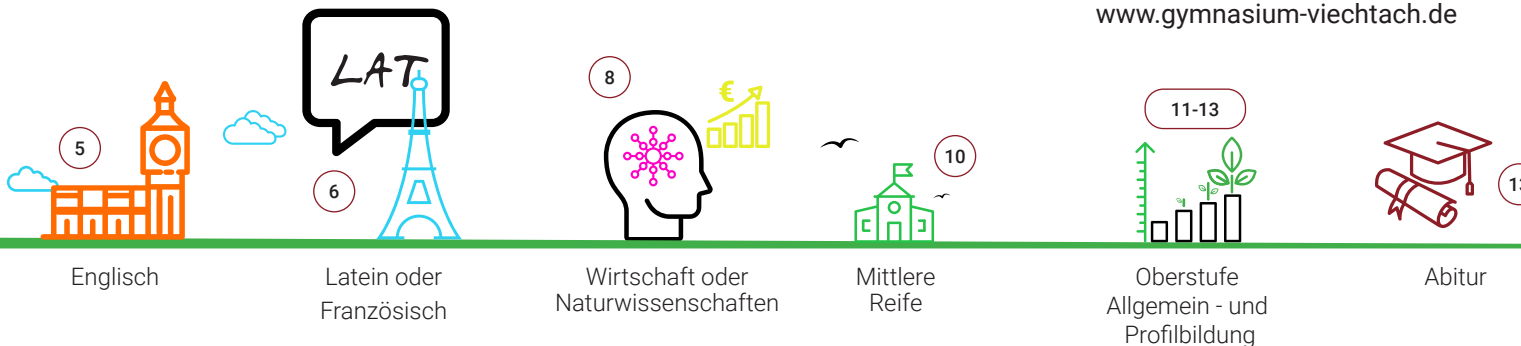 www.gymnasium-viechtach.de
LAT
5
6
8
€
10
11-13
13
Englisch
Latein oder
Französisch
Wirtschaft oder
Naturwissenschaften
Mittlere
Reife
Oberstufe
Allgemein - und
Profilbildung
Abitur